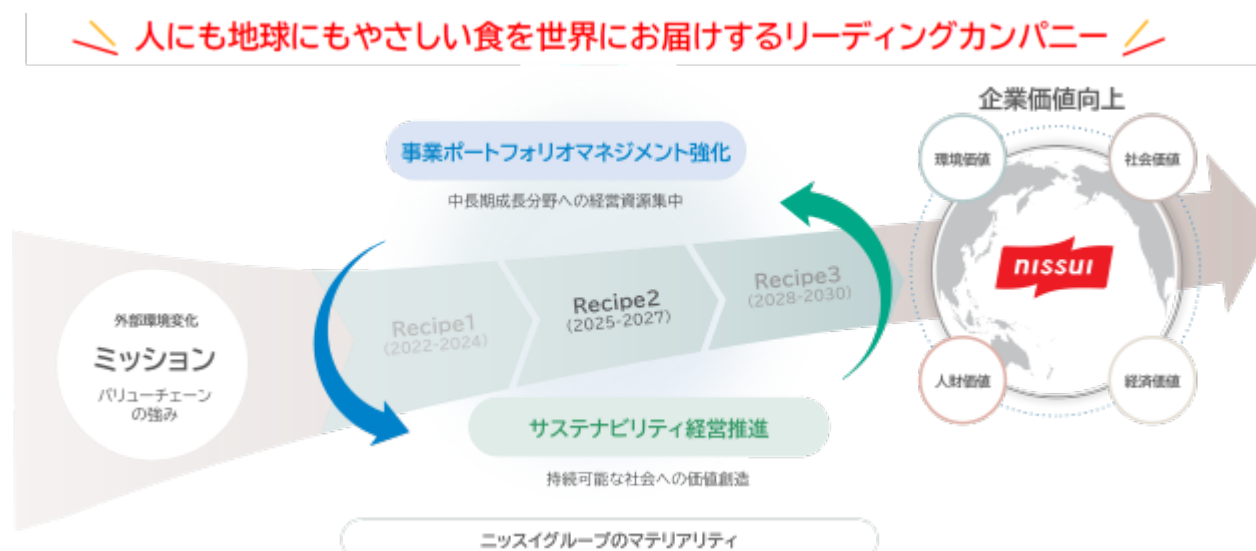 人にも地球にもやさしい食を世界にお届けするリーディングカンパニー
企業価値向上
事業ポートフォリオマネジメント強化
中長期成長分野への経営資源集中
環境価値
社会価値
nissui
外部環境変化
ミッション
バリューチェーン
の強み
Recipe1
(2022-2024)
Recipe2
(2025-2027)
Recipe3
(2028-2030)
人財価値
経済価値
サステナビリティ経営推進
持続可能な社会への価値創造
ニッスイグループのマテリアリティ